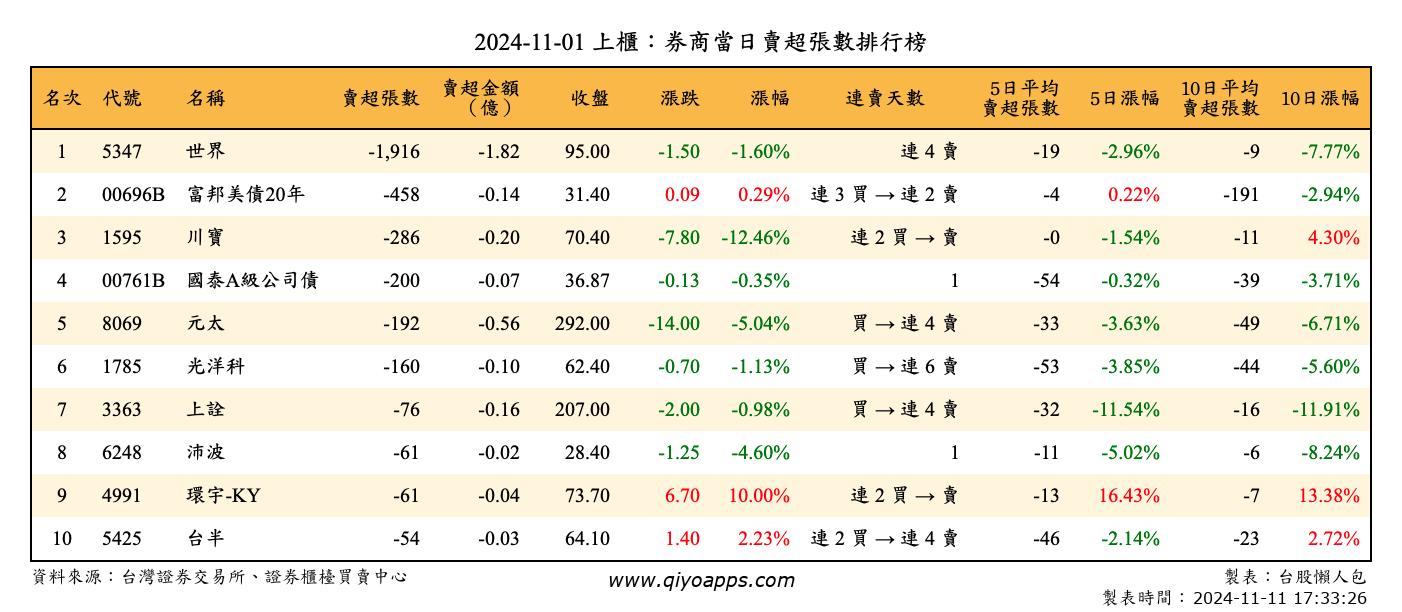 2024-11-01 上櫃：券商當日賣超張數排行榜
名次 代號 名稱 賣超張數 賣超金額（億） 收盤 漲跌 漲幅 連賣天數 5日平均賣超張數 5日漲幅 10日平均賣超張數 10日漲幅
1 5347 世界 -1,916 -1.82 95.00 -1.50 -1.60% 連 4 賣 -19 -2.96% -9 -7.77%
2 00696B 富邦美債20年 -458 -0.14 31.40 0.09 0.29% 連 3 買 → 連 2 賣 -4 0.22% -191 -2.94%
3 1595 川寶 -286 -0.20 70.40 -7.80 -12.46% 連 2 買 → 賣 -0 -1.54% -11 4.30%
4 00761B 國泰A級公司債 -200 -0.07 36.87 -0.13 -0.35% 1 -54 -0.32% -39 -3.71%
5 8069 元太 -192 -0.56 292.00 -14.00 -5.04% 買 → 連 4 賣 -33 -3.63% -49 -6.71%
6 1785 光洋科 -160 -0.10 62.40 -0.70 -1.13% 買 → 連 6 賣 -53 -3.85% -44 -5.60%
7 3363 上詮 -76 -0.16 207.00 -2.00 -0.98% 買 → 連 4 賣 -32 -11.54% -16 -11.91%
8 6248 沛波 -61 -0.02 28.40 -1.25 -4.60% 1 -11 -5.02% -6 -8.24%
9 4991 環宇-KY -61 -0.04 73.70 6.70 10.00% 連 2 買 → 賣 -13 16.43% -7 13.38%
10 5425 台半 -54 -0.03 64.10 1.40 2.23% 連 2 買 → 連 4 賣 -46 -2.14% -23 2.72%
資料來源：台灣證券交易所、證券櫃檯買賣中心 www.qiyoapps.com 製表：台股懶人包
製表時間：2024-11-11 17:33:26